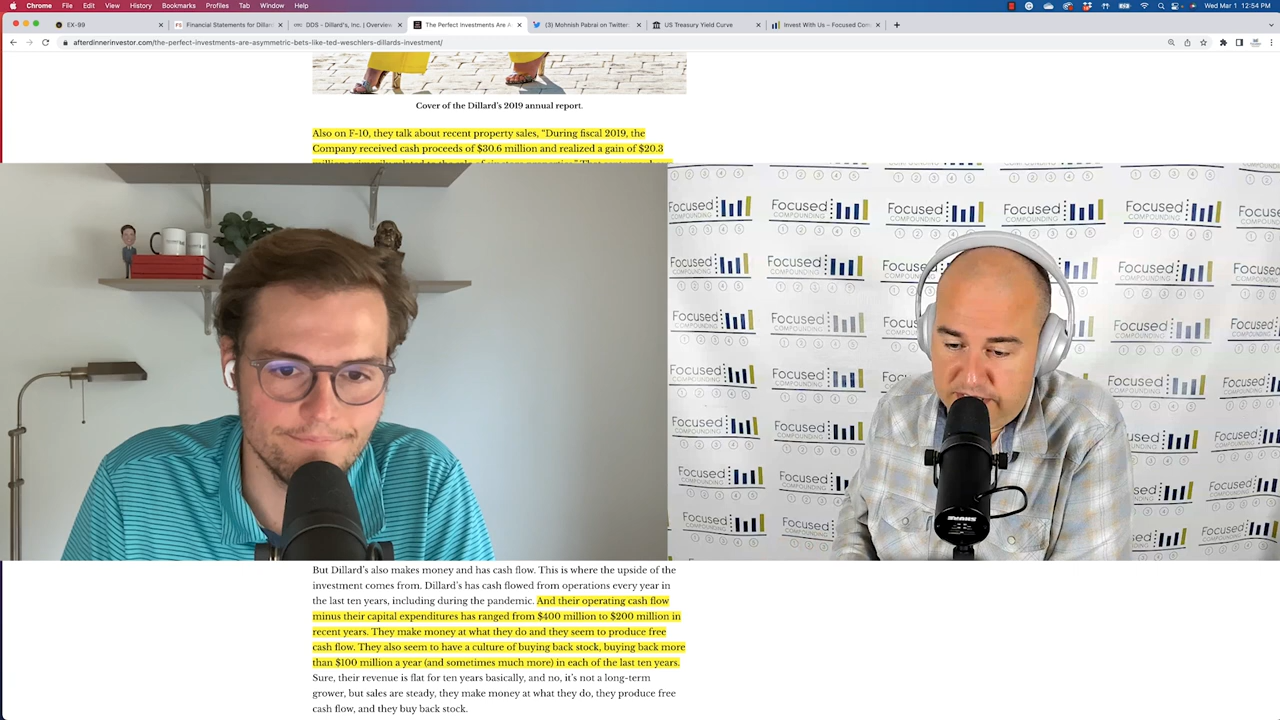 Chrome File Edit View History Bookmarks Profiles Tab Window Help
Wed Mar 1 12:54 PM
EX-99
Financial Statements for Dillard
DDS - Dillard's, Inc. | Overview
The Perfect Investments Are A
(3) Mohnish Pabrai on Twitter:
US Treasury Yield Curve
Invest With Us – Focused Com
afterdinnerinvestor.com/the-perfect-investments-are-asymmetric-bets-like-ted-weschlers-dillards-investment/
Cover of the Dillard's 2019 annual report.
Also on F-10, they talk about recent property sales, "During fiscal 2019, the
Company received cash proceeds of $30.6 million and realized a gain of $20.3
Focused
COMPOUNDING
SHURE
But Dillard's also makes money and has cash flow. This is where the upside of the
investment comes from. Dillard's has cash flowed from operations every year in
the last ten years, including during the pandemic. And their operating cash flow
minus their capital expenditures has ranged from $400 million to $200 million in
recent years. They make money at what they do and they seem to produce free
cash flow. They also seem to have a culture of buying back stock, buying back more
than $100 million a year (and sometimes much more) in each of the last ten years.
Sure, their revenue is flat for ten years basically, and no, it's not a long-term
grower, but sales are steady, they make money at what they do, they produce free
cash flow, and they buy back stock.